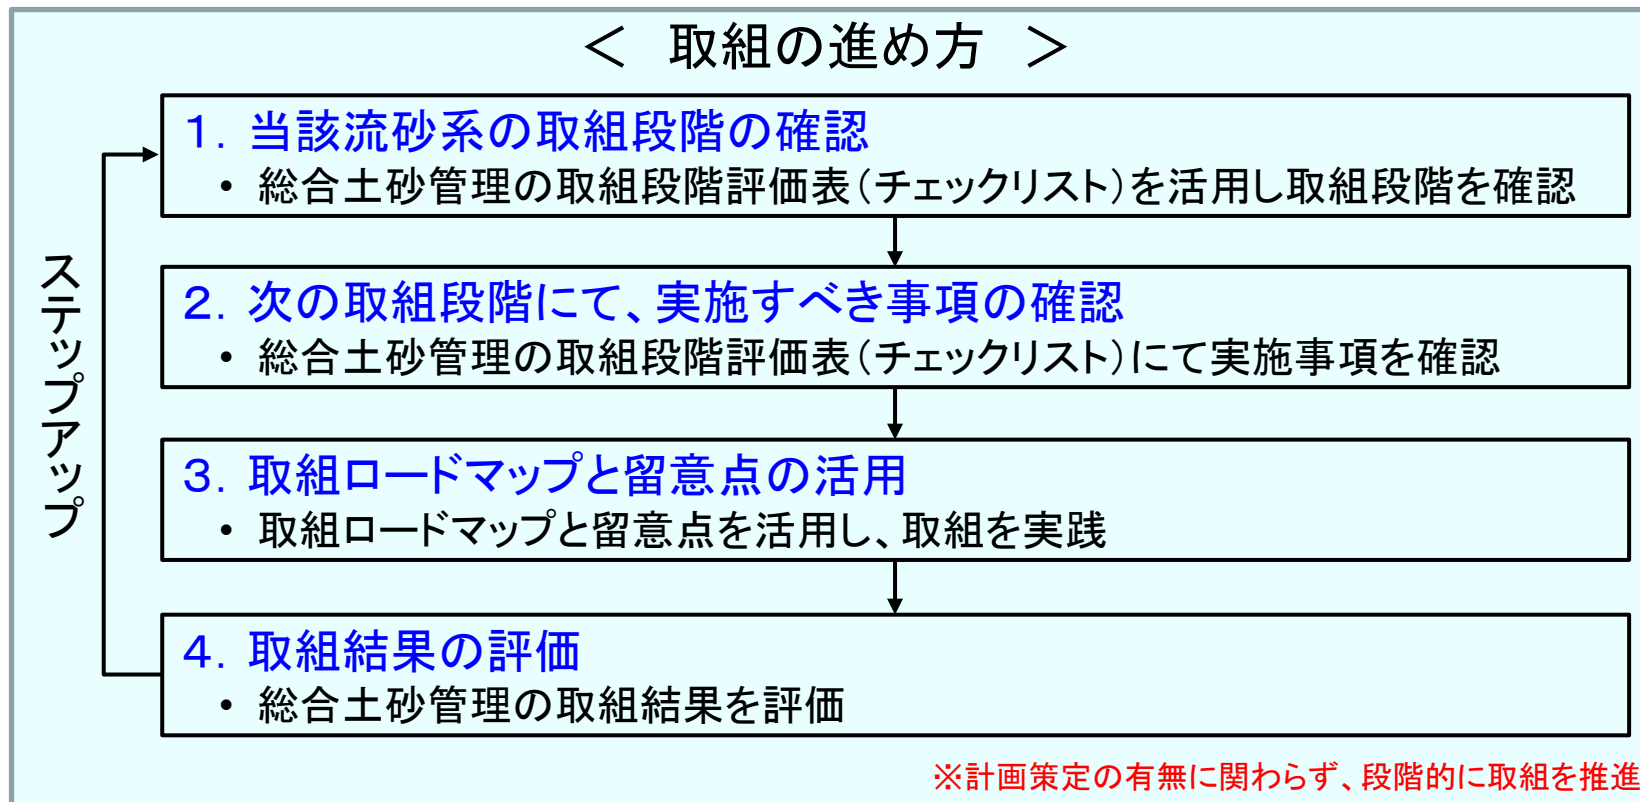 ＜　取組の進め方　＞
１．当該流砂系の取組段階の確認
• 総合土砂管理の取組段階評価表（チェックリスト）を活用し取組段階を確認
２．次の取組段階にて、実施すべき事項の確認
• 総合土砂管理の取組段階評価表（チェックリスト）にて実施事項を確認
３．取組ロードマップと留意点の活用
• 取組ロードマップと留意点を活用し、取組を実践
４．取組結果の評価
• 総合土砂管理の取組結果を評価
ステップアップ
※計画策定の有無に関わらず、段階的に取組を推進